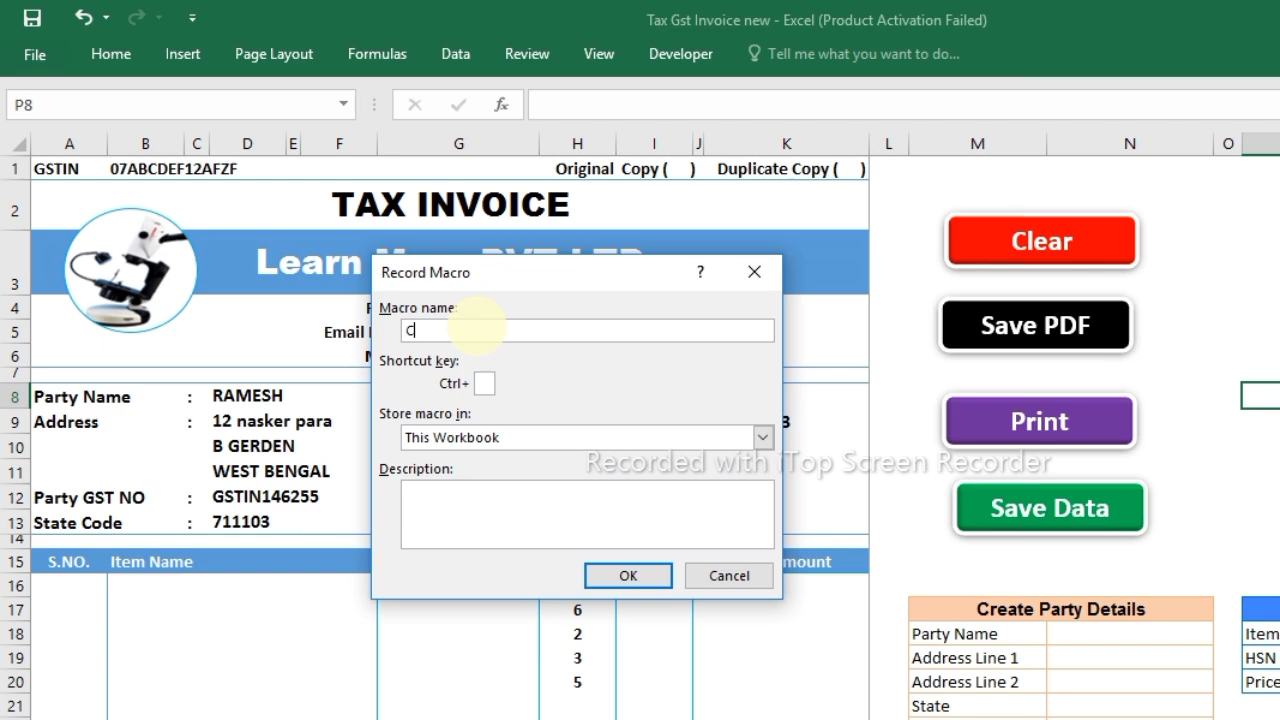 Tax Gst Invoice new - Excel (Product Activation Failed)
File Home Insert Page Layout Formulas Data Review View Developer Tell me what you want to do...
P8 fx
A B C D E F G H I J K L M N O
1 GSTIN 07ABCDEF12AFZF Original Copy ( ) Duplicate Copy ( )
2 TAX INVOICE
3 Learn
4
5 Email
6
7
Record Macro ?
Macro name:
C
Shortcut key:
Ctrl+
Store macro in:
This Workbook
Description:
OK Cancel
8 Party Name : RAMESH
9 Address : 12 nasker para 3
10 B GERDEN
11 WEST BENGAL
12 Party GST NO : GSTIN146255
13 State Code : 711103
14
15 S.NO. Item Name mount
16
17 6
18 2
19 3
20 5
21
Clear
Save PDF
Print
Recorded with iTop Screen Recorder
Save Data
Create Party Details
Party Name Item
Address Line 1 HSN
Address Line 2 Price
State